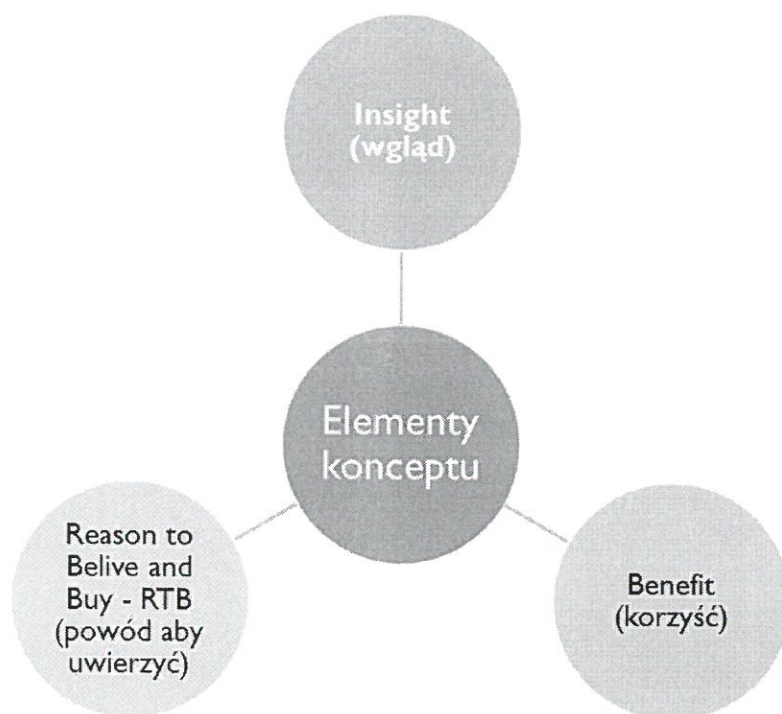 Insight
(wgląd)
Elementy
konceptu
Reason to
Belive and
Buy - RTB
(powód aby
uwierzyć)
Benefit
(korzyść)